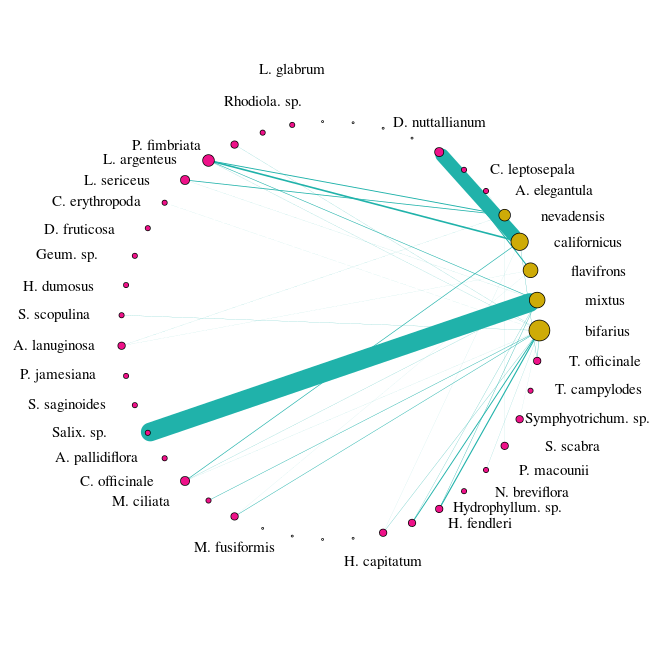 L. glabrum
Rhodiola. sp.
D. nuttallianum
P. fimbriata
L. argenteus
C. leptosepala
L. sericeus
A. elegantula
C. erythropoda
nevadensis
D. fruticosa
californicus
Geum. sp.
flavifrons
H. dumosus
mixtus
S. scopulina
bifarius
A. lanuginosa
T. officinale
P. jamesiana
T. campylodes
S. saginoides
Symphyotrichum. sp.
Salix. sp.
S. scabra
A. pallidiflora
P. macounii
C. officinale
N. breviflora
M. ciliata
Hydrophyllum. sp.
H. fendleri
M. fusiformis
H. capitatum